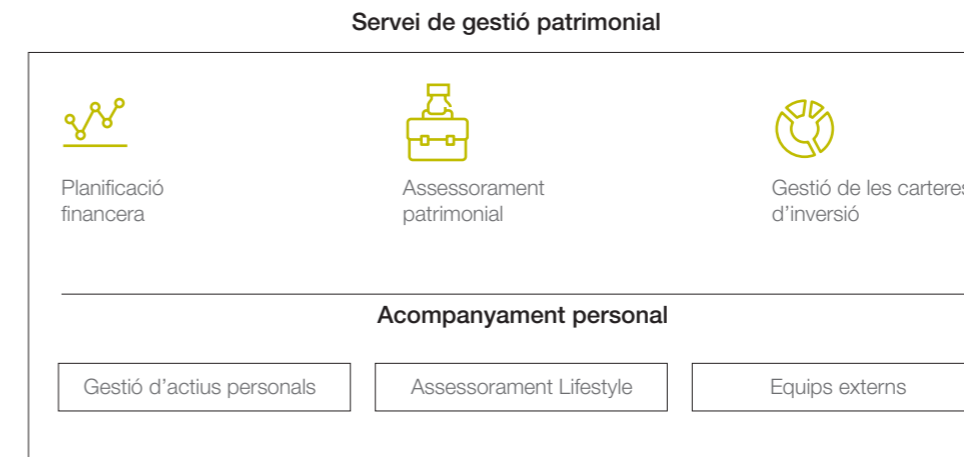 Servei de gestió patrimonial
Planificació
financera
Assessorament
patrimonial
Gestió de les carteres
d'inversió
Acompanyament personal
Gestió d'actius personals
Assessorament Lifestyle
Equips externs